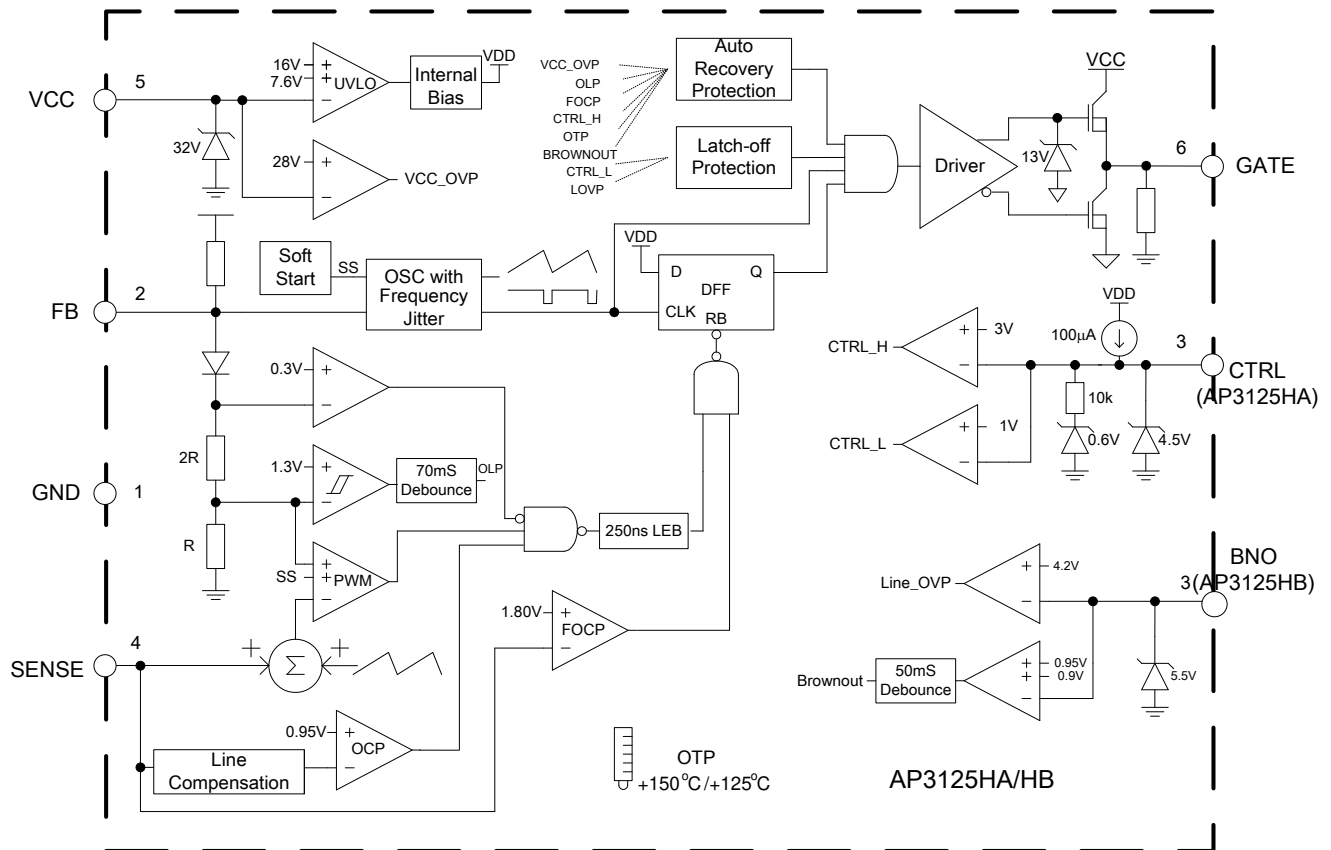 VCC
5
16V
7.6V
+
+
−
UVLO
Internal
Bias
VDD
32V
28V
+
−
VCC_OVP
VCC_OVP
OLP
FOCP
CTRL_H
OTP
BROWNOUT
CTRL_L
LOVP
Auto
Recovery
Protection
Latch-off
Protection
Driver
VCC
13V
6
GATE
FB
2
Soft
Start
SS
OSC with
Frequency
Jitter
VDD
D
Q
DFF
CLK
RB
0.3V
+
−
CTRL_H
+
−
3V
VDD
100μA
3
CTRL
(AP3125HA)
10k
0.6V
4.5V
CTRL_L
+
−
1V
GND
1
2R
1.3V
+
−
70mS
Debounce
OLP
R
SS
+
+
−
PWM
250ns LEB
SENSE
4
+
+
Σ
1.80V
+
−
FOCP
Line_OVP
+
−
4.2V
BNO
3(AP3125HB)
5.5V
Brownout
50mS
Debounce
+
+
−
0.95V
0.9V
0.95V
+
−
OCP
Line
Compensation
OTP
+150°C/+125°C
AP3125HA/HB